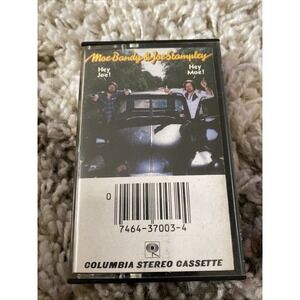 Moe Bandy & Joe Stampley
Hey Joe!
Hey Moe!
0
7464-37003-4
COLUMBIA STEREO CASSETTE